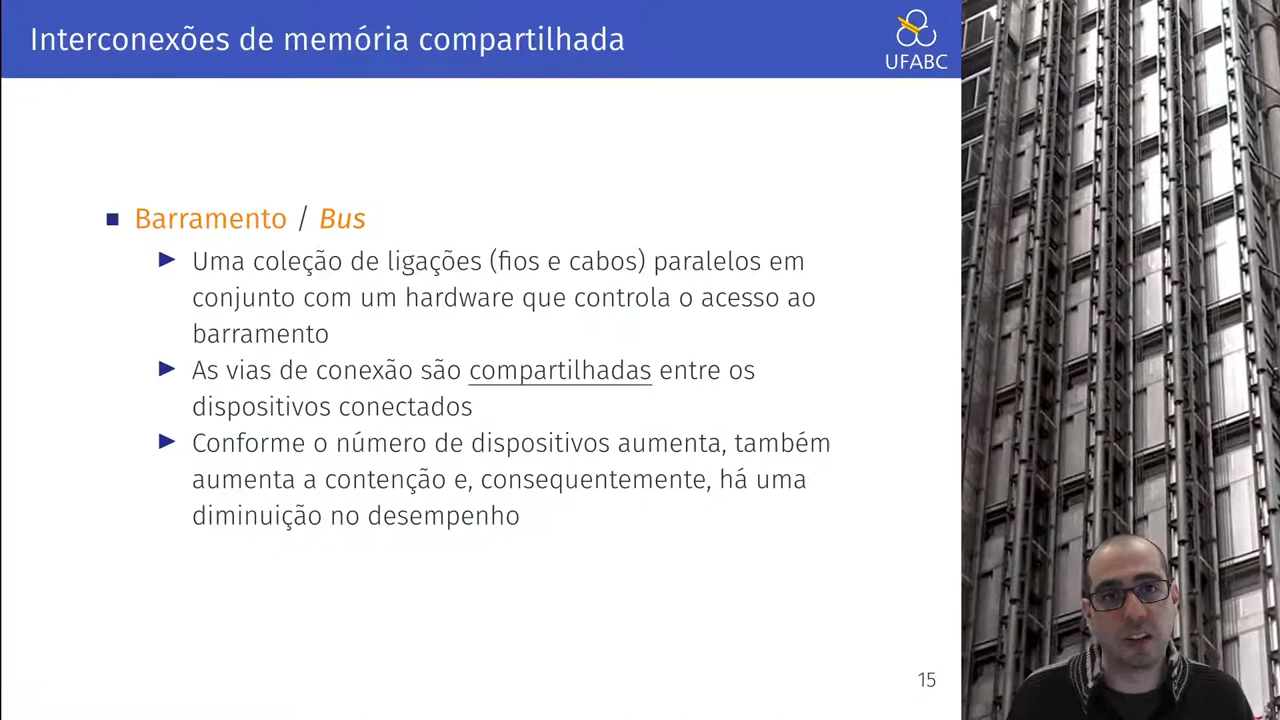 Interconexões de memória compartilhada
UFABC
Barramento / Bus
Uma coleção de ligações (fios e cabos) paralelos em
conjunto com um hardware que controla o acesso ao
barramento
As vias de conexão são compartilhadas entre os
dispositivos conectados
Conforme o número de dispositivos aumenta, também
aumenta a contenção e, consequentemente, há uma
diminuição no desempenho
15